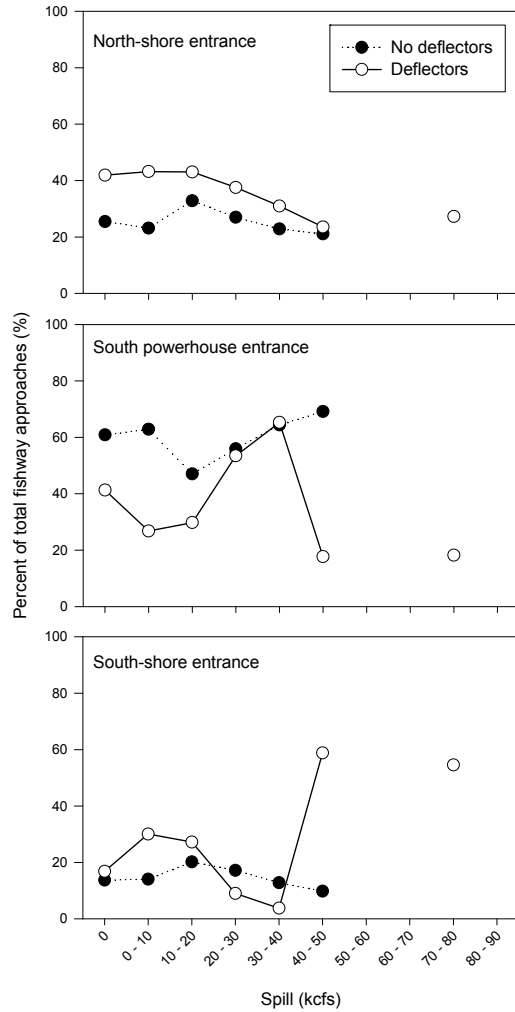 100
North-shore entrance
No deflectors
Deflectors
80
60
40
20
0
Percent of total fishway approaches (%)
100
South powerhouse entrance
80
60
40
20
0
100
South-shore entrance
80
60
40
20
0
0
0 - 10
10 - 20
20 - 30
30 - 40
40 - 50
50 - 60
60 - 70
70 - 80
80 - 90
Spill (kcfs)